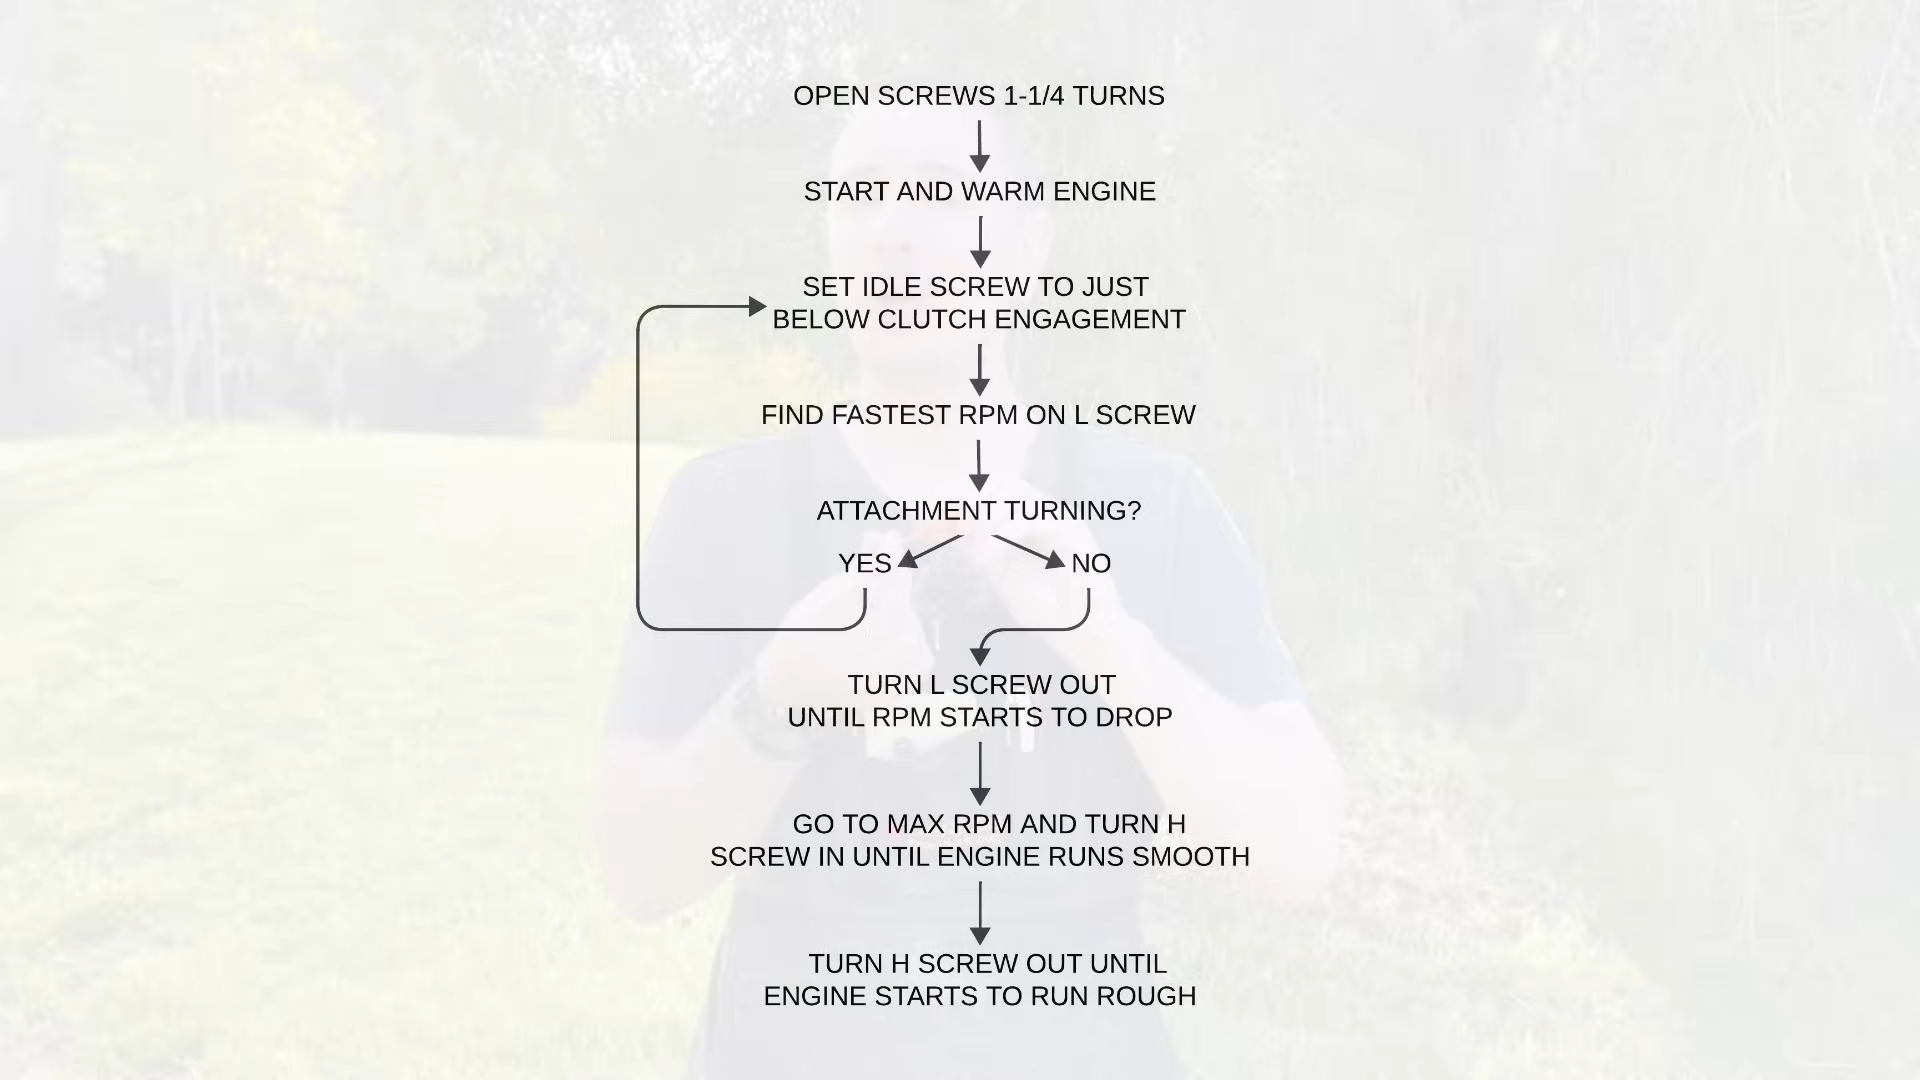 OPEN SCREWS 1-1/4 TURNS
START AND WARM ENGINE
SET IDLE SCREW TO JUST
BELOW CLUTCH ENGAGEMENT
FIND FASTEST RPM ON L SCREW
ATTACHMENT TURNING?
YES NO
TURN L SCREW OUT
UNTIL RPM STARTS TO DROP
GO TO MAX RPM AND TURN H
SCREW IN UNTIL ENGINE RUNS SMOOTH
TURN H SCREW OUT UNTIL
ENGINE STARTS TO RUN ROUGH